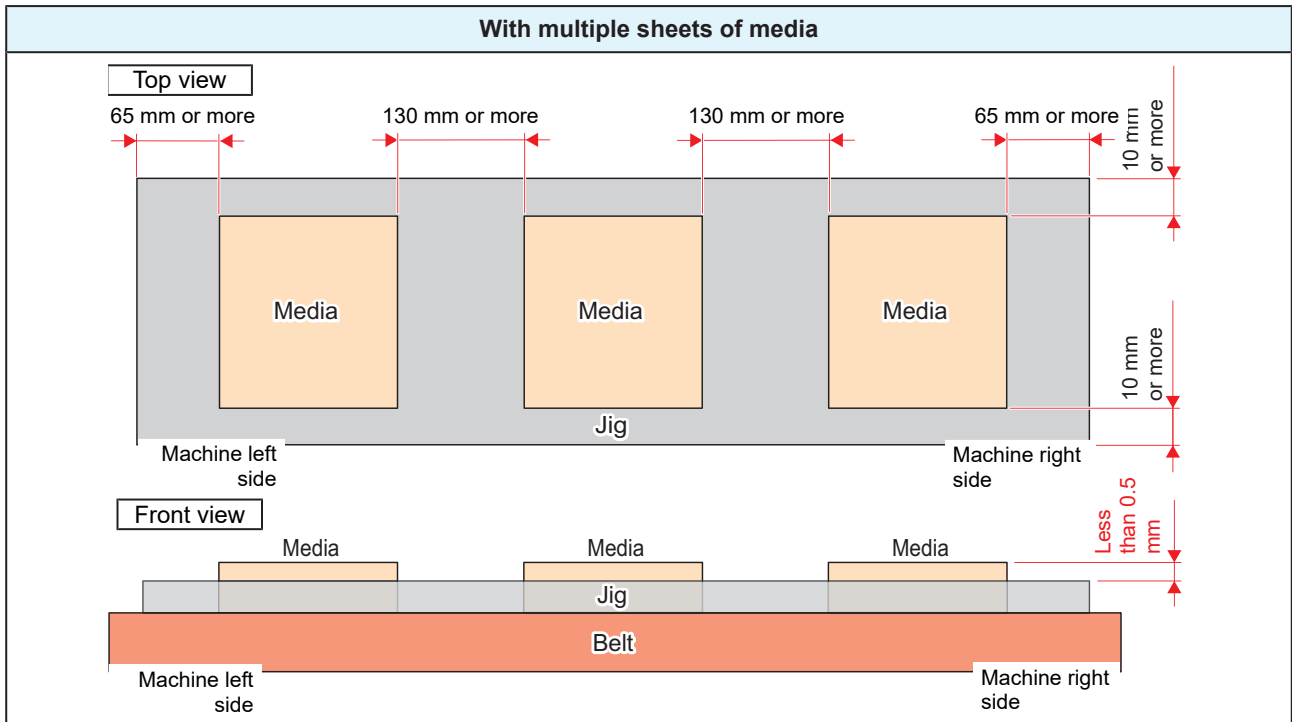 With multiple sheets of media
Top view
65 mm or more
130 mm or more
130 mm or more
65 mm or more
10 mm
or more
Media
Media
Media
10 mm
or more
Jig
Machine left
side
Machine right
side
Front view
Less
than 0.5
mm
Media
Media
Media
Jig
Belt
Machine left
side
Machine right
side